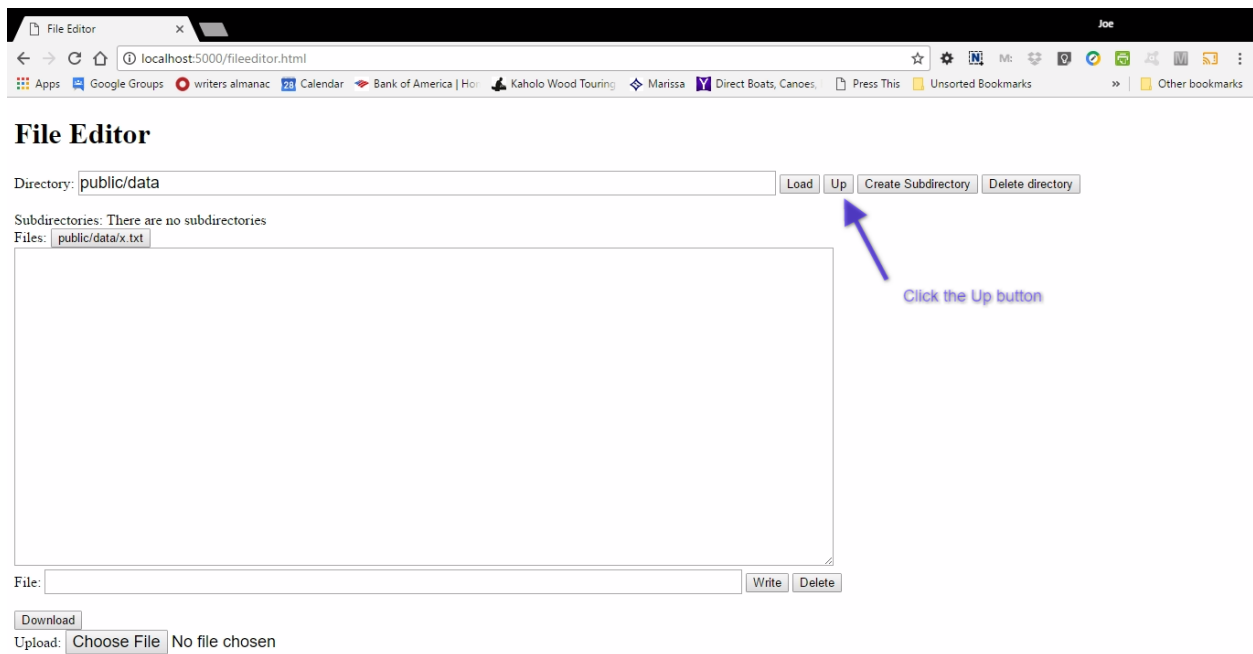 File Editor
Joe
localhost:5000/fileeditor.html
Apps Google Groups writers almanac 28 Calendar Bank of America | Hor Kaholo Wood Touring Marissa Y Direct Boats, Canoes, Press This Unsorted Bookmarks » Other bookmarks
File Editor
Directory: public/data Load Up Create Subdirectory Delete directory
Subdirectories: There are no subdirectories
Files: public/data/x.txt
Click the Up button
File: Write Delete
Download
Upload: Choose File No file chosen